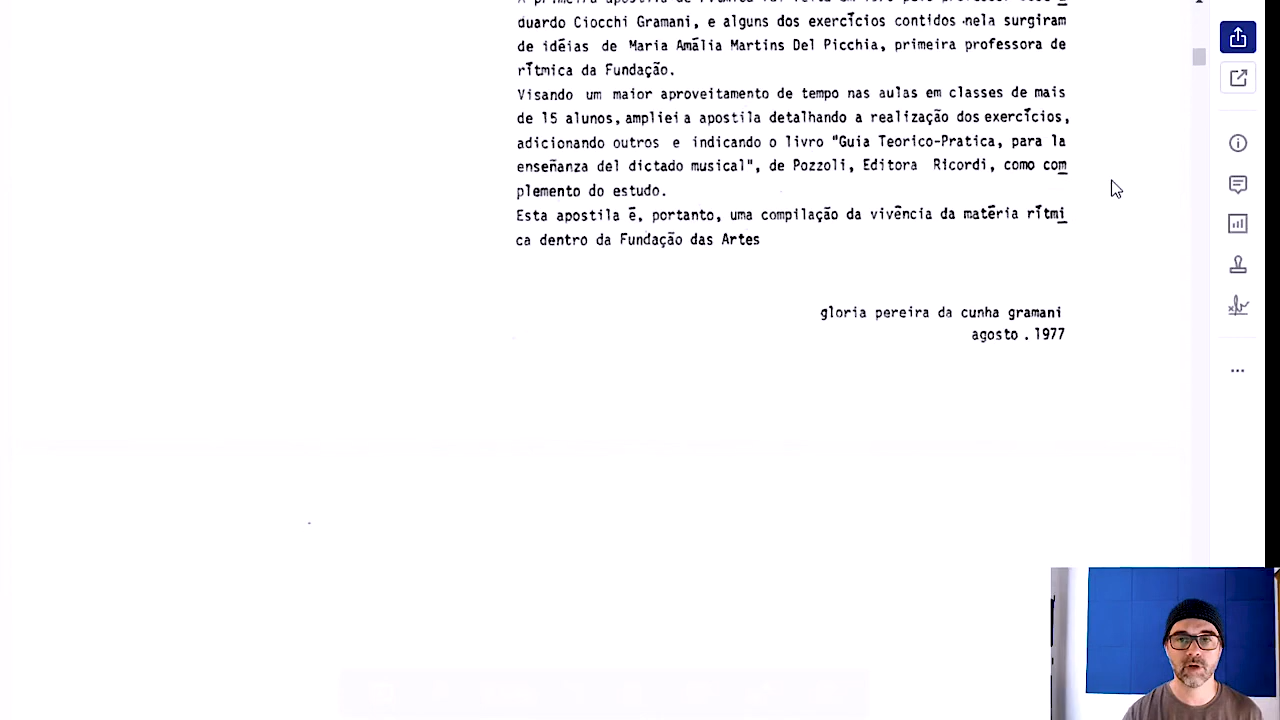 duardo Ciocchi Gramani, e alguns dos exercícios contidos nela surgiram
de idéias de Maria Amália Martins Del Picchia, primeira professora de
rítmica da Fundação.
Visando um maior aproveitamento de tempo nas aulas em classes de mais
de 15 alunos, ampliei a apostila detalhando a realização dos exercícios,
adicionando outros e indicando o livro "Guia Teorico-Pratica, para la
enseñanza del dictado musical", de Pozzoli, Editora Ricordi, como com
plemento do estudo.
Esta apostila é, portanto, uma compilação da vivência da matéria rítmi
ca dentro da Fundação das Artes
gloria pereira da cunha gramani
agosto . 1977